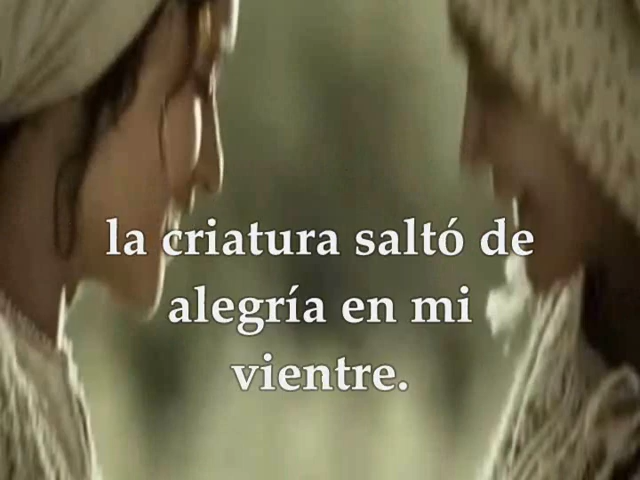 la criatura saltó de
alegría en mi
vientre.